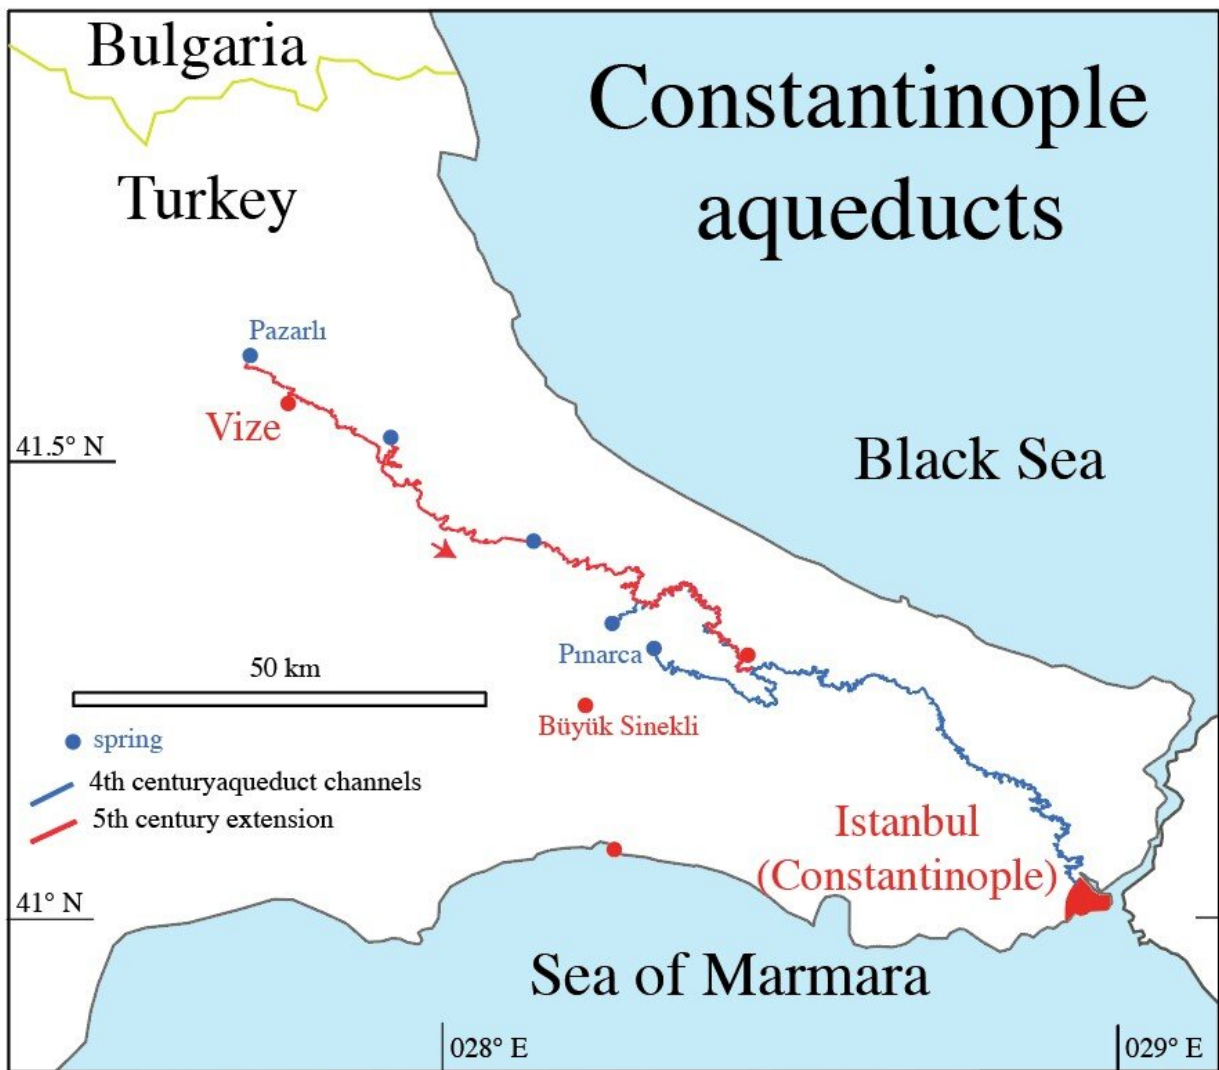 Bulgaria
Constantinople
aqueducts
Turkey
Pazarlı
Vize
41.5° N
Black Sea
Pınarca
50 km
Büyük Sinekli
spring
4th centuryaqueduct channels
5th century extension
Istanbul
(Constantinople)
41° N
Sea of Marmara
028° E
029° E